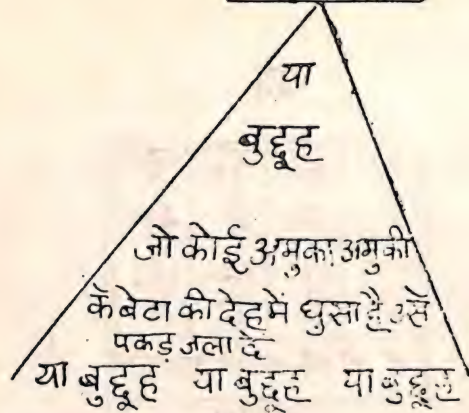 या
बुद्दूह
जो कोई अमुका अमुकी
के बेटा की देह में घुसा है उसे
पकड़ जला दे
या बुद्दूह या बुद्दूह या बुद्दूह